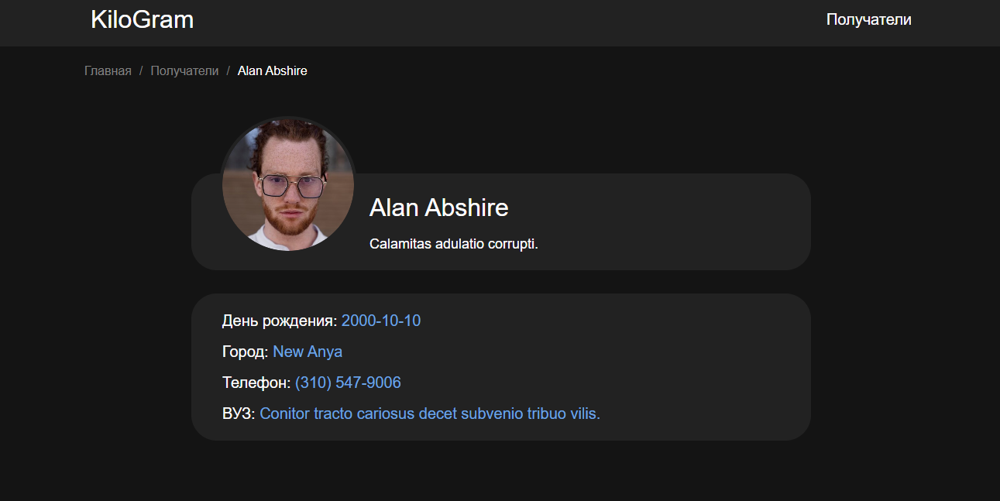 KiloGram
Получатели
Главная / Получатели / Alan Abshire
Alan Abshire
Calamitas adulatio corrupti.
День рождения: 2000-10-10
Город: New Anya
Телефон: (310) 547-9006
ВУЗ: Conitor tracto cariosus decet subvenio tribuo vilis.